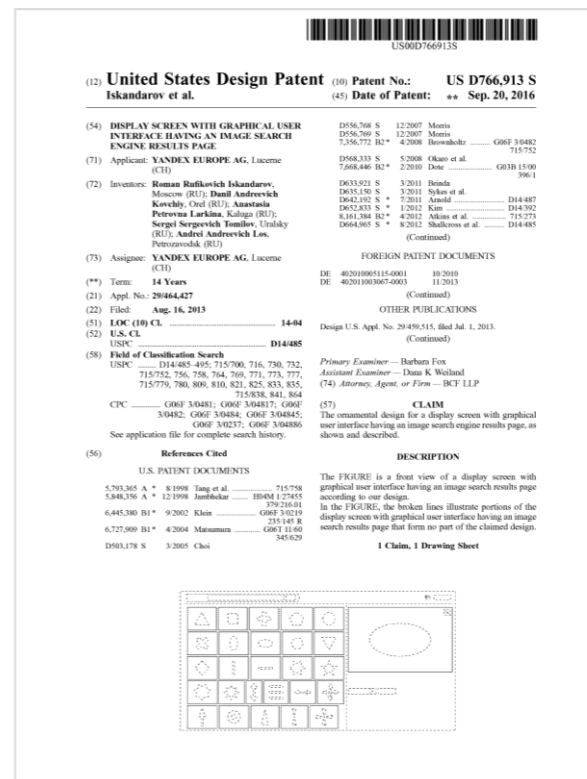 US00D766913S
(12) United States Design Patent
Iskandarov et al.
(10) Patent No.: US D766,913 S
(45) Date of Patent: ** Sep. 20, 2016
(54) DISPLAY SCREEN WITH GRAPHICAL USER
INTERFACE HAVING AN IMAGE SEARCH
ENGINE RESULTS PAGE
(71) Applicant: YANDEX EUROPE AG, Lucerne
(CH)
(72) Inventors: Roman Rufikovich Iskandarov,
Moscow (RU); Danil Andreevich
Kovchiy, Orel (RU); Anastasia
Petrovna Larkina, Kaluga (RU);
Sergei Sergeevich Tomilov, Uralsky
(RU); Andrei Andreevich Los,
Petrozavodsk (RU)
(73) Assignee: YANDEX EUROPE AG, Lucerne
(CH)
(**) Term: 14 Years
(21) Appl. No.: 29/464,427
(22) Filed: Aug. 16, 2013
(51) LOC (10) Cl. .................................... 14-04
(52) U.S. Cl.
USPC ........................................ D14/485
(58) Field of Classification Search
USPC ....... D14/485-495; 715/700, 716, 730, 732,
715/752, 756, 758, 764, 769, 771, 773, 777,
715/779, 780, 809, 810, 821, 825, 833, 835,
715/838, 841, 864
CPC .......... G06F 3/0481; G06F 3/04817; G06F
3/0482; G06F 3/0484; G06F 3/04845;
G06F 3/0237; G06F 3/04886
See application file for complete search history.
(56) References Cited
U.S. PATENT DOCUMENTS
5,793,365 A * 8/1998 Tang et al. .................. 715/758
5,848,356 A * 12/1998 Jambhekar ...... H04M 1/27455
379/216.01
6,445,380 B1* 9/2002 Klein .............. G06F 3/0219
235/145 R
6,727,909 B1* 4/2004 Matsumura .......... G06T 11/60
345/629
D503,178 S 3/2005 Choi
D556,768 S 12/2007 Morris
D556,769 S 12/2007 Morris
7,356,772 B2* 4/2008 Brownholtz ........ G06F 3/0482
715/752
D568,333 S 5/2008 Okaro et al.
7,668,446 B2* 2/2010 Dote ................. G03B 15/00
396/1
D633,921 S 3/2011 Brinda
D635,150 S 3/2011 Sykes et al.
D642,192 S * 7/2011 Arnold ..................... D14/487
D652,833 S * 1/2012 Kim ........................ D14/392
8,161,384 B2* 4/2012 Atkins et al. ............... 715/273
D664,965 S * 8/2012 Shallcross et al. ........ D14/485
(Continued)
FOREIGN PATENT DOCUMENTS
DE 402010005115-0001 10/2010
DE 402011003067-0003 11/2013
(Continued)
OTHER PUBLICATIONS
Design U.S. Appl. No. 29/459,515, filed Jul. 1, 2013.
(Continued)
Primary Examiner — Barbara Fox
Assistant Examiner — Dana K Weiland
(74) Attorney, Agent, or Firm — BCF LLP
(57) CLAIM
The ornamental design for a display screen with graphical
user interface having an image search engine results page, as
shown and described.
DESCRIPTION
The FIGURE is a front view of a display screen with
graphical user interface having an image search results page
according to our design.
In the FIGURE, the broken lines illustrate portions of the
display screen with graphical user interface having an image
search results page that form no part of the claimed design.
1 Claim, 1 Drawing Sheet